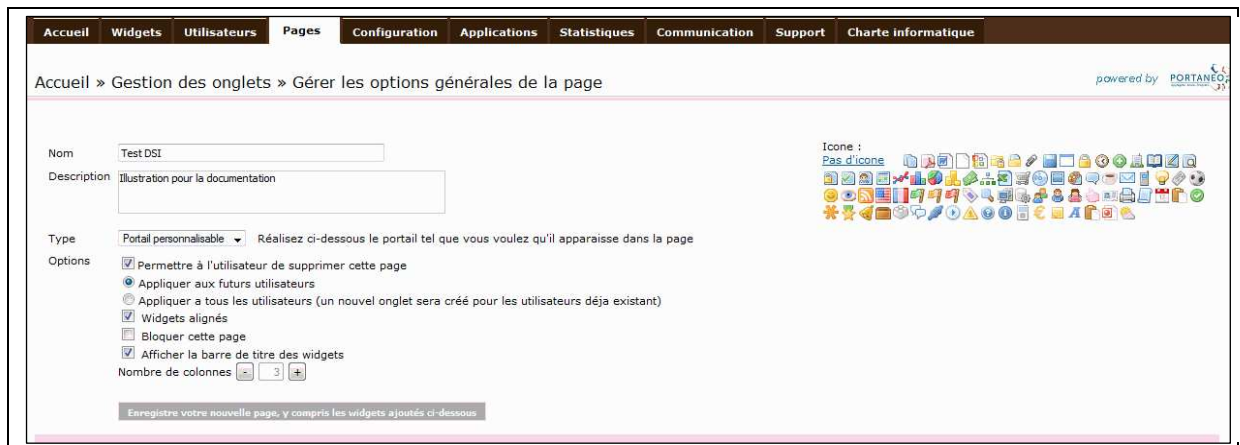 Accueil Widgets Utilisateurs Pages Configuration Applications Statistiques Communication Support Charte informatique
Accueil » Gestion des onglets » Gérer les options générales de la page
powered by PORTANEO
Nom Test DSI
Icone :
Pas d'icone
Description Illustration pour la documentation
Type Portail personnalisable Réalisez ci-dessous le portail tel que vous voulez qu'il apparaisse dans la page
Options Permettre à l'utilisateur de supprimer cette page
Appliquer aux futurs utilisateurs
Appliquer a tous les utilisateurs (un nouvel onglet sera créé pour les utilisateurs déja existant)
Widgets alignés
Bloquer cette page
Afficher la barre de titre des widgets
Nombre de colonnes - 3 +
Enregistre votre nouvelle page, y compris les widgets ajoutés ci-dessous